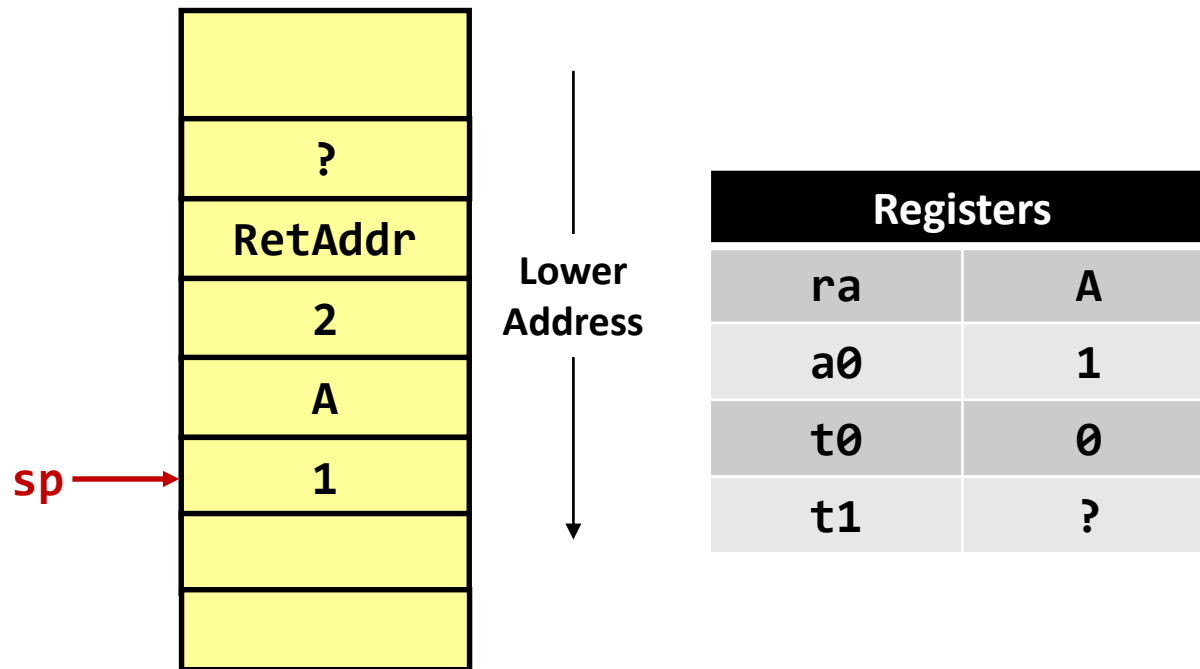 ?
RetAddr
2
A
sp
1
Lower
Address
Registers
ra A
a0 1
t0 0
t1 ?